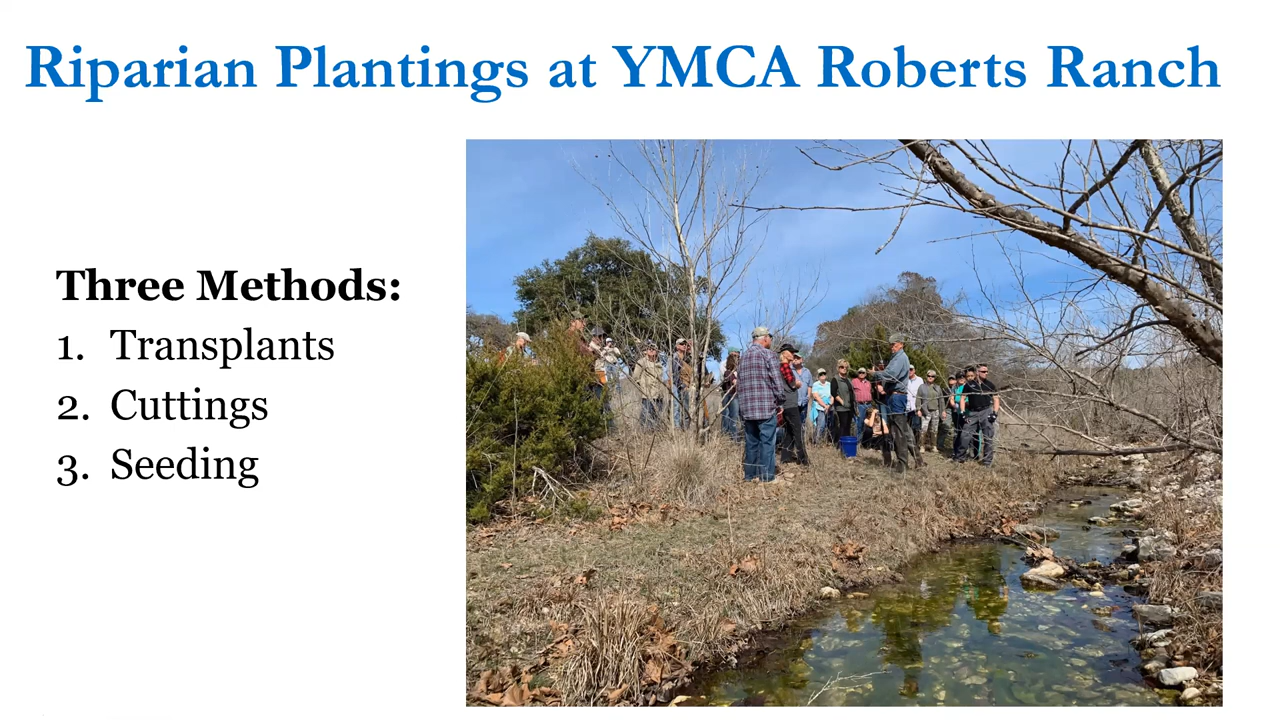 Riparian Plantings at YMCA Roberts Ranch
Three Methods:
1. Transplants
2. Cuttings
3. Seeding